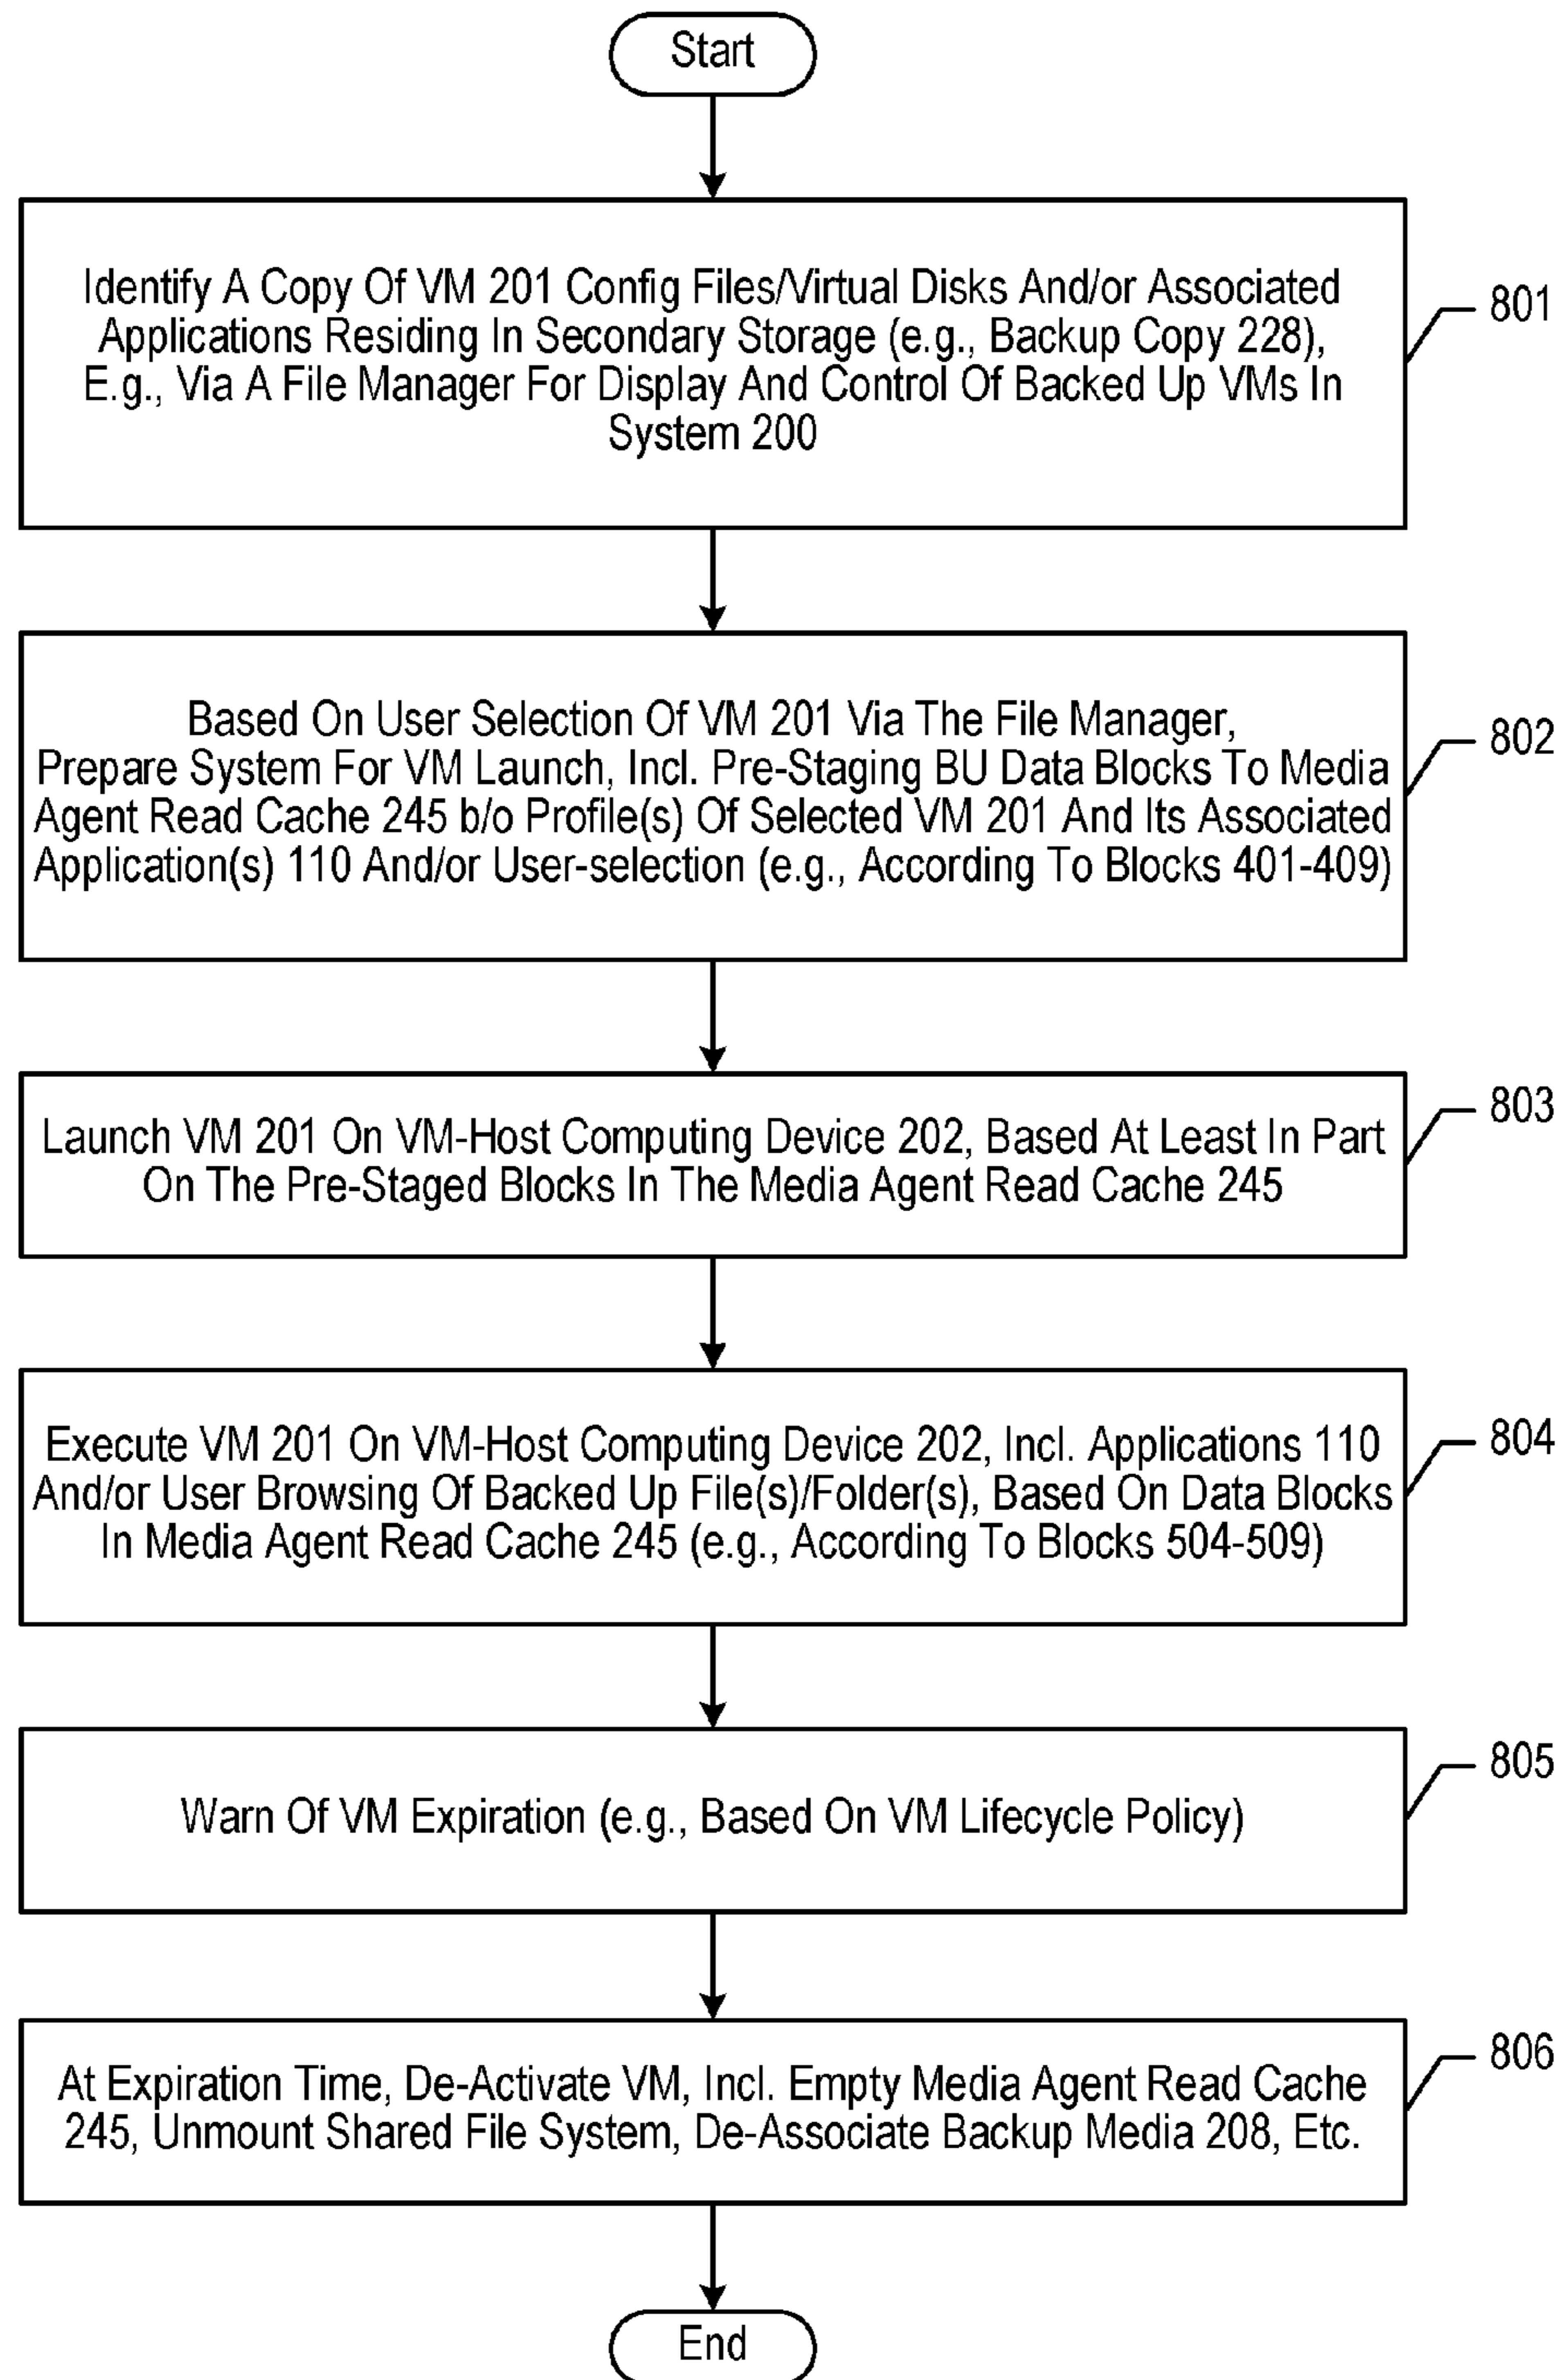 Start
Identify A Copy Of VM 201 Config Files/Virtual Disks And/or Associated
Applications Residing In Secondary Storage (e.g., Backup Copy 228),
E.g., Via A File Manager For Display And Control Of Backed Up VMs In
System 200
801
Based On User Selection Of VM 201 Via The File Manager,
Prepare System For VM Launch, Incl. Pre-Staging BU Data Blocks To Media
Agent Read Cache 245 b/o Profile(s) Of Selected VM 201 And Its Associated
Application(s) 110 And/or User-selection (e.g., According To Blocks 401-409)
802
Launch VM 201 On VM-Host Computing Device 202, Based At Least In Part
On The Pre-Staged Blocks In The Media Agent Read Cache 245
803
Execute VM 201 On VM-Host Computing Device 202, Incl. Applications 110
And/or User Browsing Of Backed Up File(s)/Folder(s), Based On Data Blocks
In Media Agent Read Cache 245 (e.g., According To Blocks 504-509)
804
Warn Of VM Expiration (e.g., Based On VM Lifecycle Policy)
805
At Expiration Time, De-Activate VM, Incl. Empty Media Agent Read Cache
245, Unmount Shared File System, De-Associate Backup Media 208, Etc.
806
End